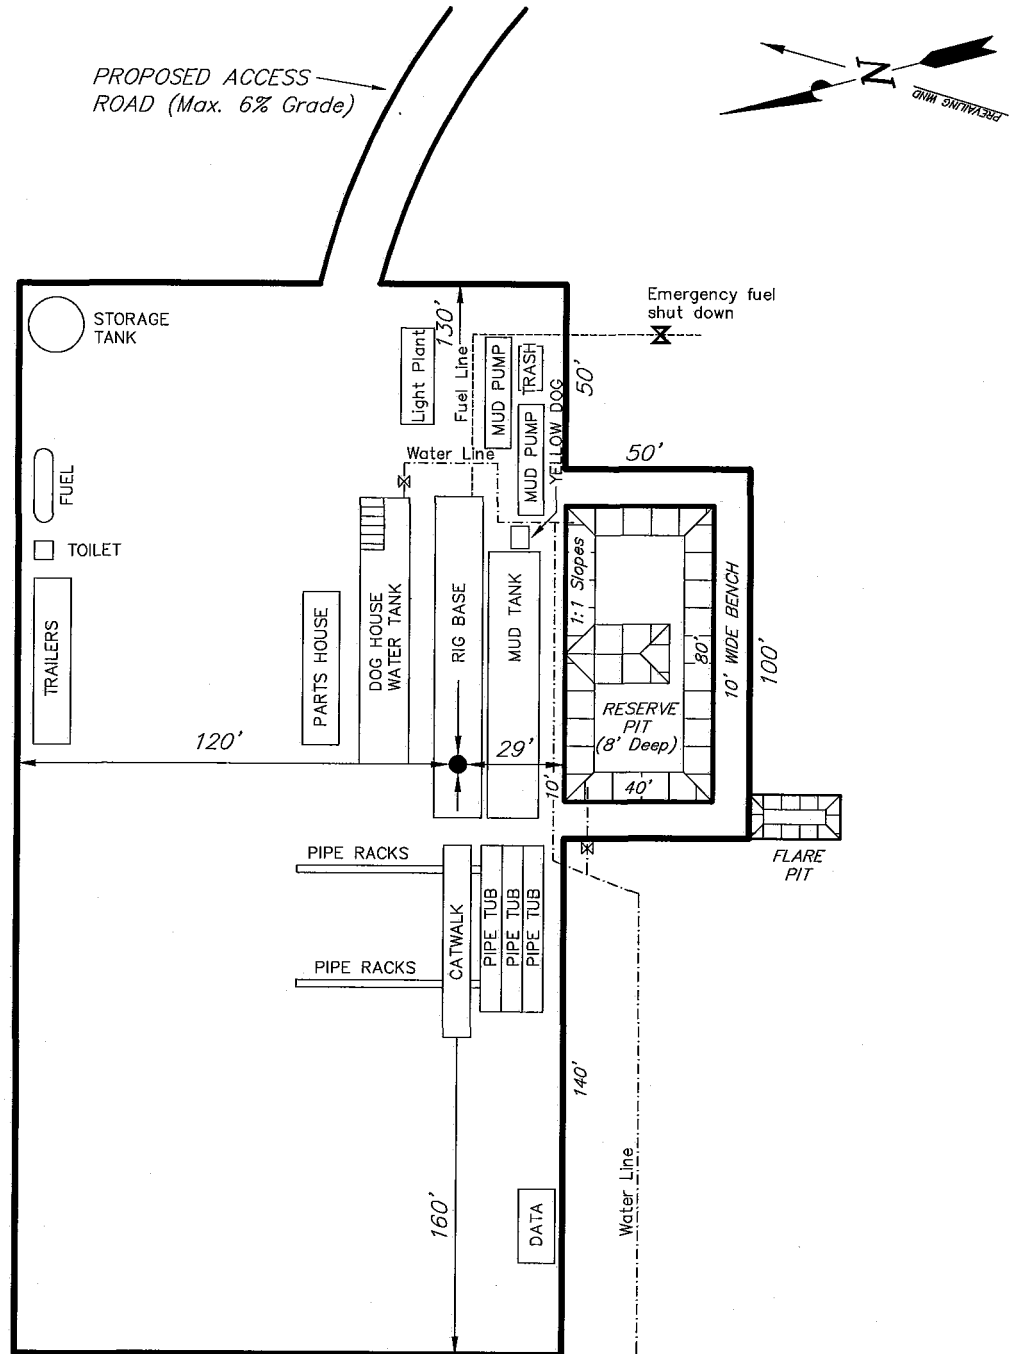 PROPOSED ACCESS
ROAD (Max. 6% Grade)
N
PREVAILING WIND
STORAGE
TANK
Emergency fuel
shut down
130'
Light Plant
Fuel Line
MUD PUMP
TRASH
50'
MUD PUMP
YELLOW DOG
Water Line
50'
FUEL
TOILET
TRAILERS
PARTS HOUSE
DOG HOUSE
WATER TANK
RIG BASE
MUD TANK
1:1 Slopes
80'
10' WIDE BENCH
100'
RESERVE
PIT
(8' Deep)
40'
120'
29'
10'
FLARE
PIT
PIPE RACKS
PIPE RACKS
CATWALK
PIPE TUB
PIPE TUB
PIPE TUB
140'
160'
DATA
Water Line